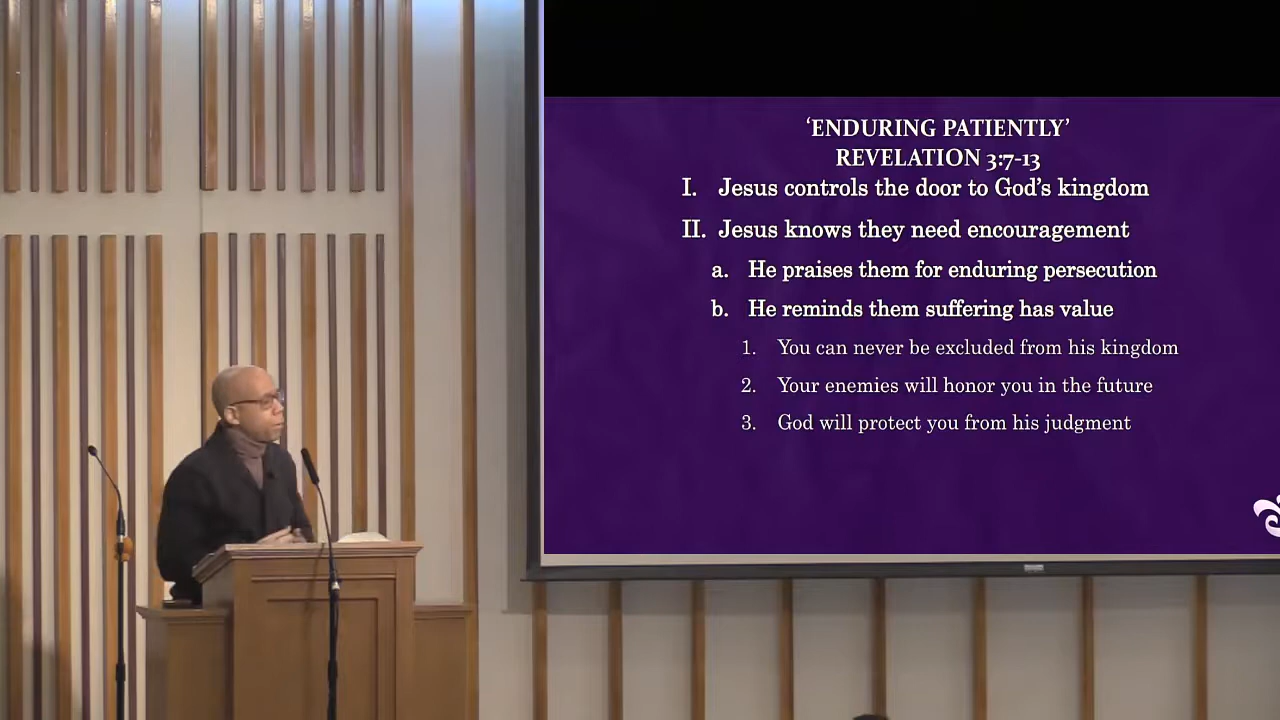 ‘ENDURING PATIENTLY’
REVELATION 3:7-13
I. Jesus controls the door to God’s kingdom
II. Jesus knows they need encouragement
a. He praises them for enduring persecution
b. He reminds them suffering has value
1. You can never be excluded from his kingdom
2. Your enemies will honor you in the future
3. God will protect you from his judgment